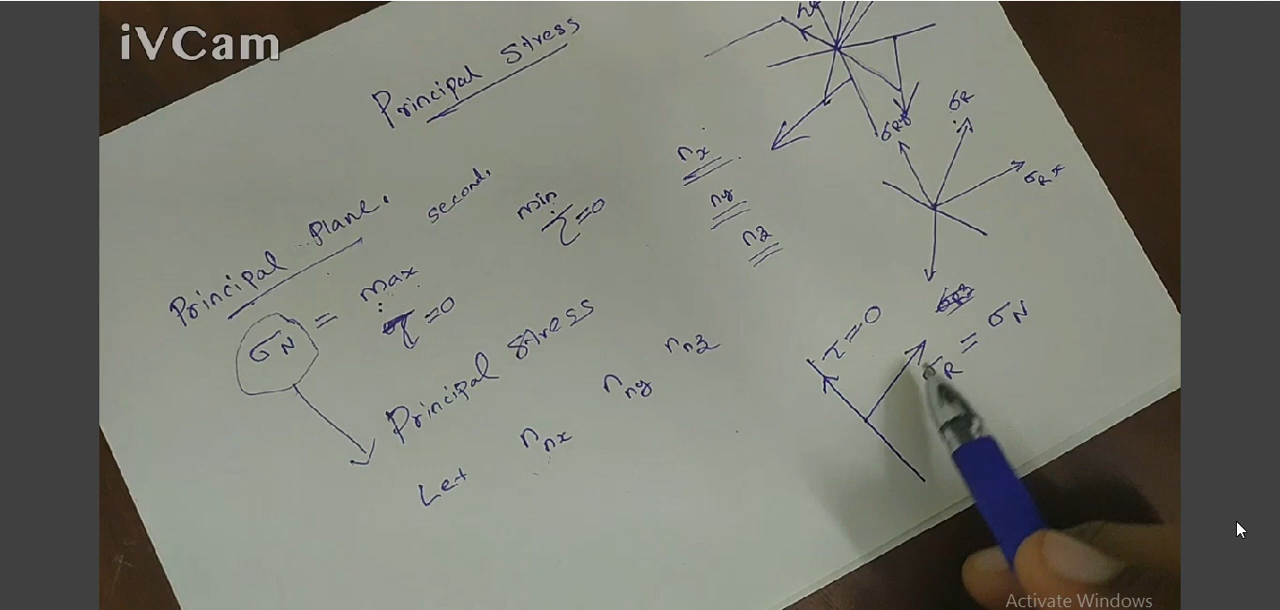 iVCam
Principal Stress
Principal Plane.
second.
min
τ=0
σN = max
τ=0
Principal Stress
Let nnx nny nnz
nx
ny
nz
σR
σRx
τ=0
σR = σN
Activate Windows